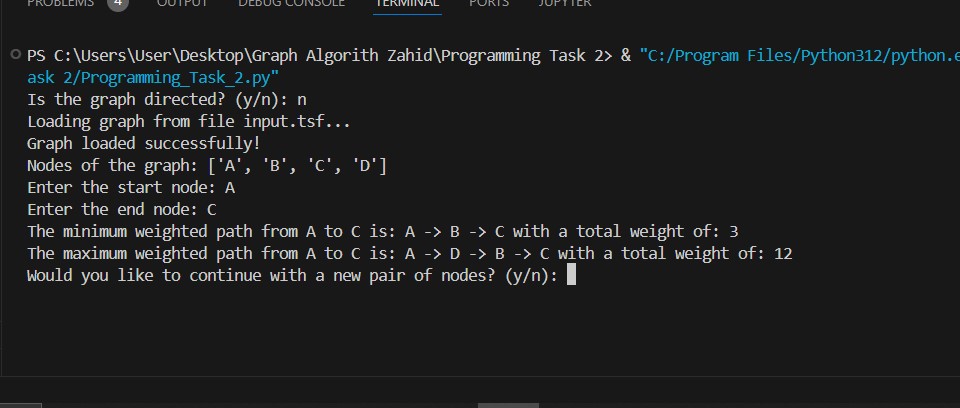 PROBLEMS 4 OUTPUT DEBUG CONSOLE TERMINAL PORTS JUPYTER
PS C:\Users\User\Desktop\Graph Algorith Zahid\Programming Task 2> & "C:/Program Files/Python312/python.e
ask 2/Programming_Task_2.py"
Is the graph directed? (y/n): n
Loading graph from file input.tsf...
Graph loaded successfully!
Nodes of the graph: ['A', 'B', 'C', 'D']
Enter the start node: A
Enter the end node: C
The minimum weighted path from A to C is: A -> B -> C with a total weight of: 3
The maximum weighted path from A to C is: A -> D -> B -> C with a total weight of: 12
Would you like to continue with a new pair of nodes? (y/n):